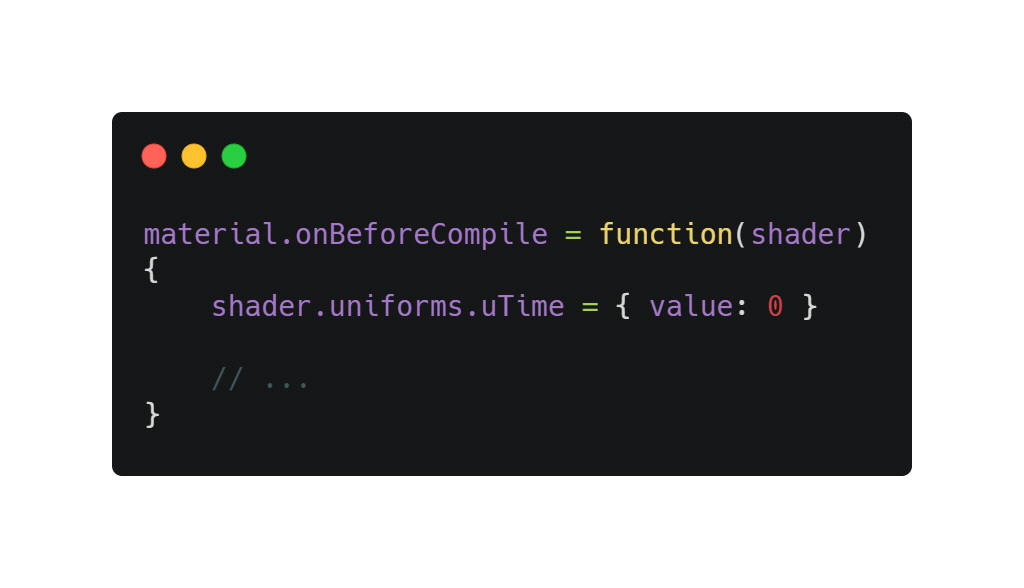 material.onBeforeCompile = function(shader)
{
    shader.uniforms.uTime = { value: 0 }

    // ...
}